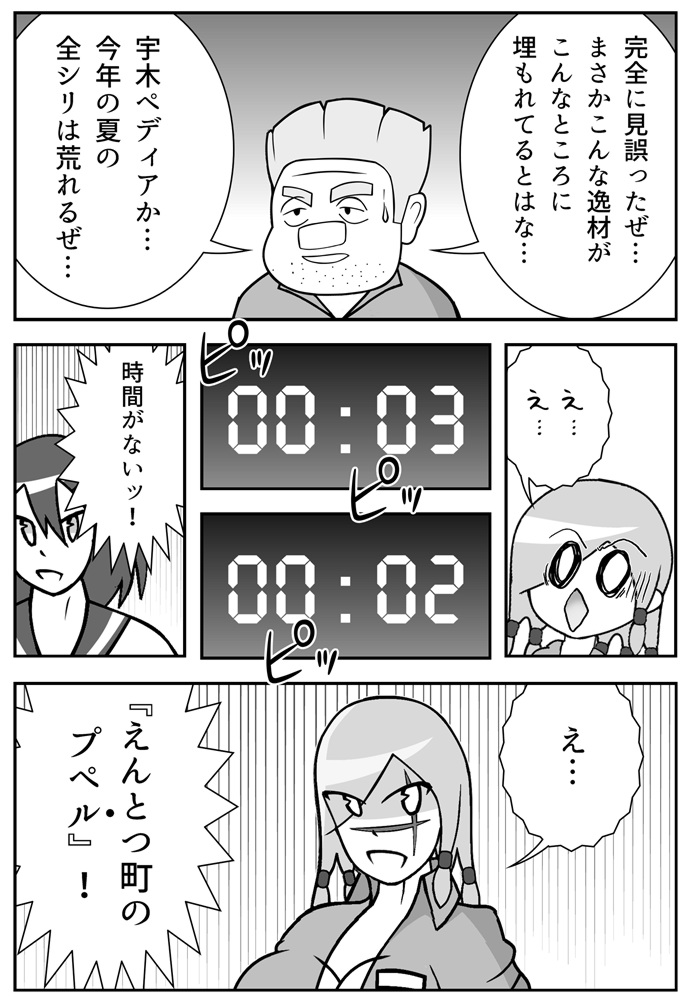 完全に見誤ったぜ…
まさかこんな逸材が
こんなところに
埋もれてるとはな…
宇木ペディアか…
今年の夏の
全シリは荒れるぜ…
ええ…
え…
ピッ
00:03
ピッ
00:02
ピッ
時間がないッ！
え…
『えんとつ町の
プペル』！